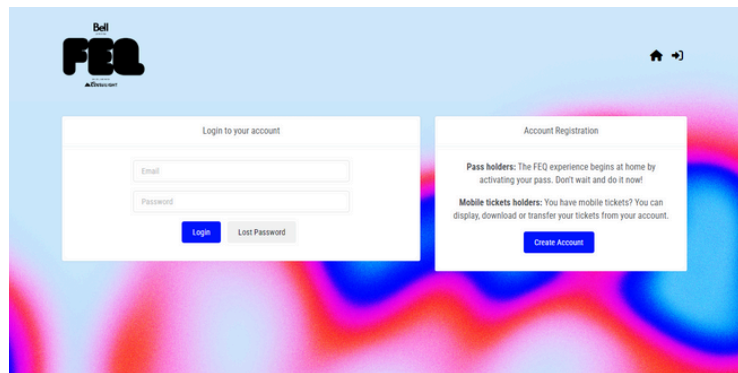 Bell
FEQ
Login to your account
Email
Password
Login
Lost Password
Account Registration
Pass holders: The FEQ experience begins at home by
activating your pass. Don't wait and do it now!
Mobile tickets holders: You have mobile tickets? You can
display, download or transfer your tickets from your account.
Create Account